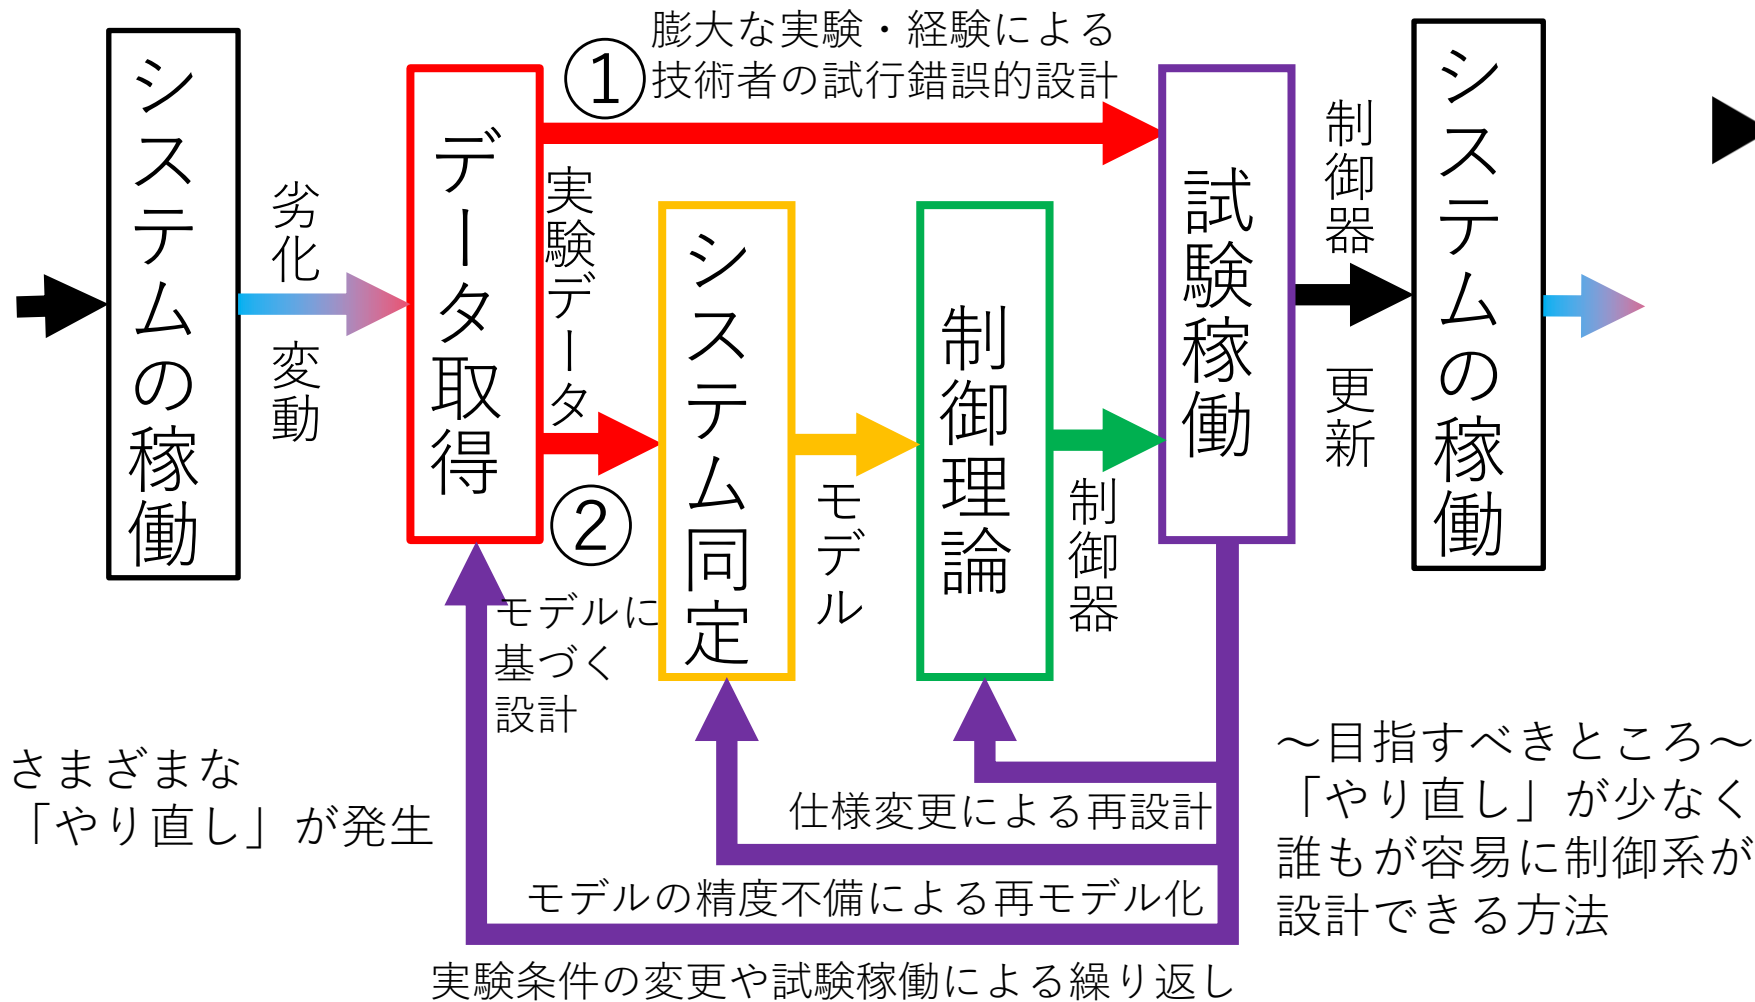 システムの稼働
劣化
変動
データ取得
①
膨大な実験・経験による
技術者の試行錯誤的設計
実験データ
②
モデルに
基づく
設計
システム同定
モデル
制御理論
制御器
試験稼働
制御器
更新
システムの稼働
仕様変更による再設計
モデルの精度不備による再モデル化
実験条件の変更や試験稼働による繰り返し
さまざまな
「やり直し」が発生
～目指すべきところ～
「やり直し」が少なく
誰もが容易に制御系が
設計できる方法